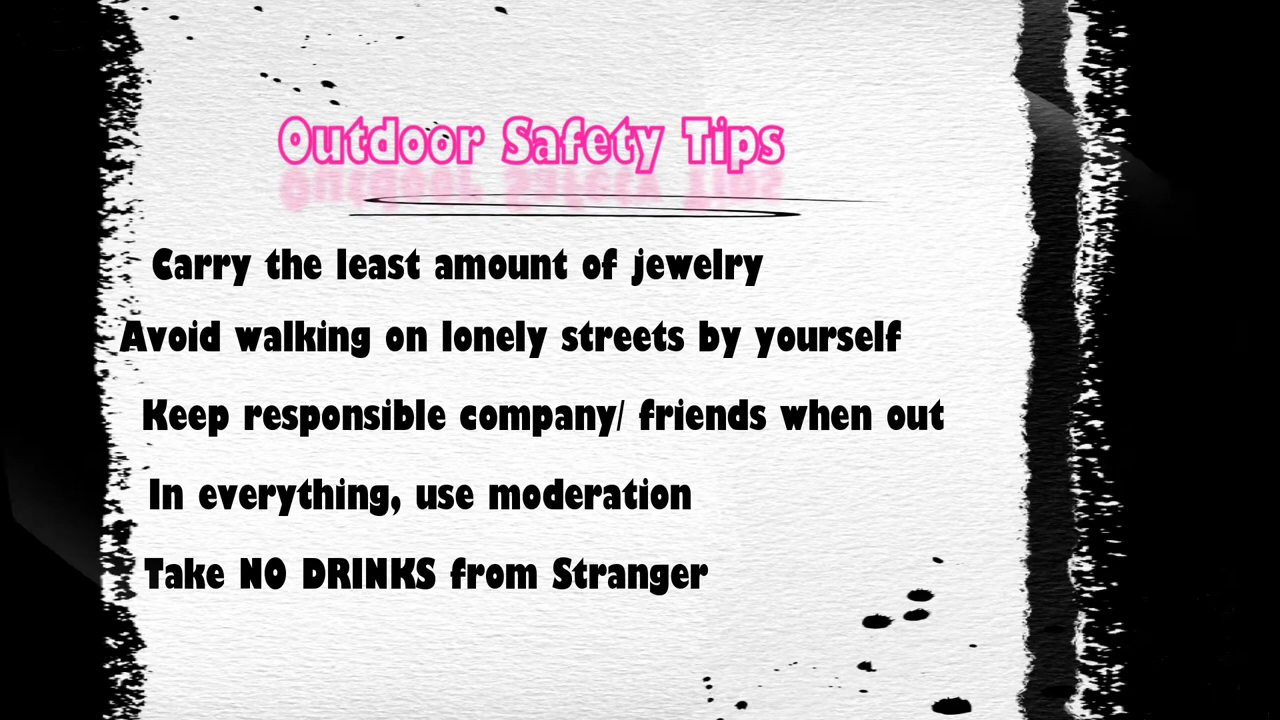 Outdoor Safety Tips
Carry the least amount of jewelry
Avoid walking on lonely streets by yourself
Keep responsible company/ friends when out
In everything, use moderation
Take NO DRINKS from Stranger